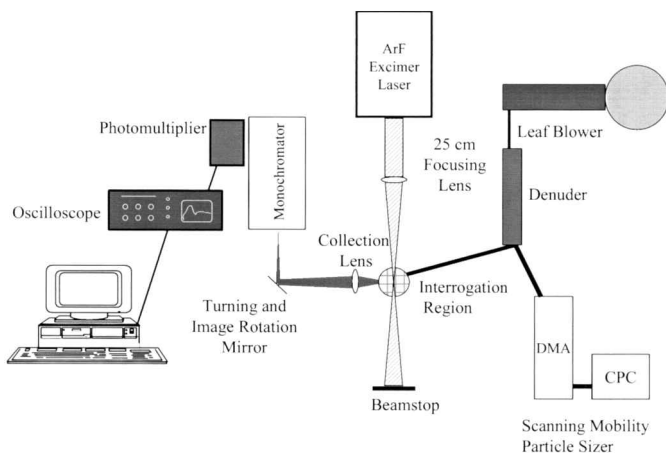 ArF
Excimer
Laser
Photomultiplier
Monochromator
25 cm
Focusing
Lens
Leaf Blower
Denuder
Oscilloscope
Collection
Lens
Interrogation
Region
Turning and
Image Rotation
Mirror
DMA
CPC
Beamstop
Scanning Mobility
Particle Sizer